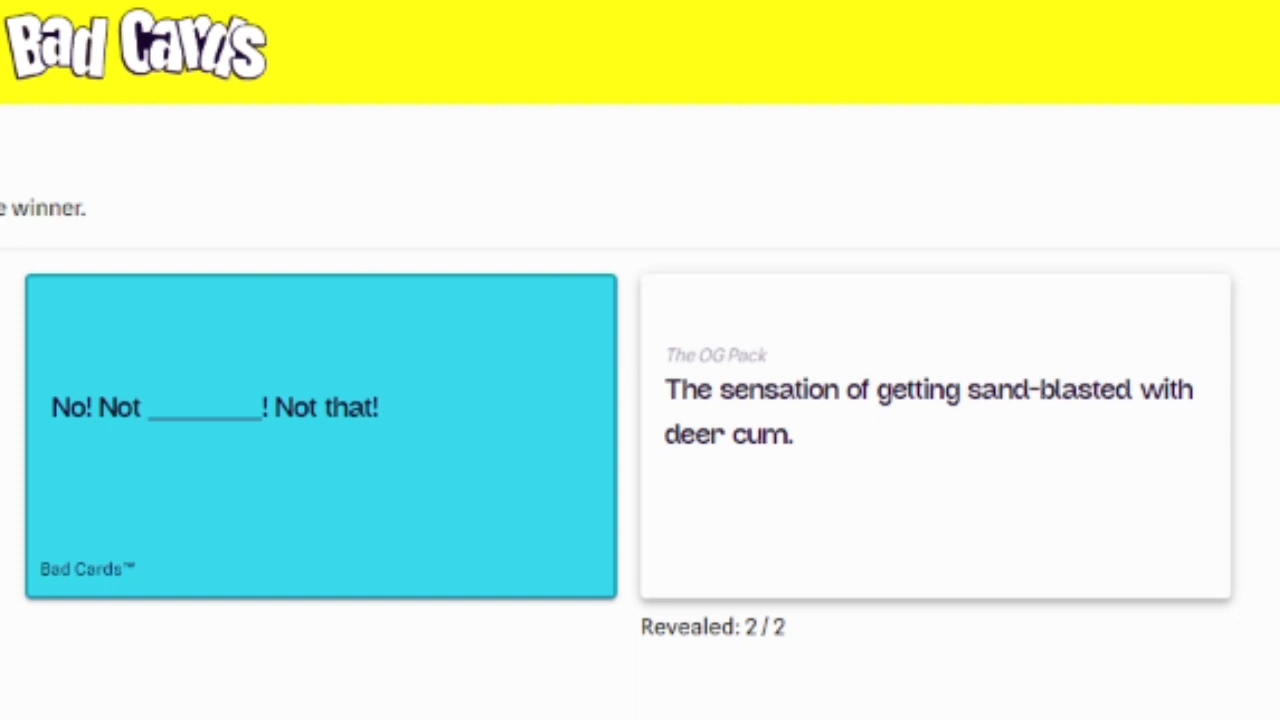 Bad Cards
e winner.
No! Not ________! Not that!
Bad Cards™
The OG Pack
The sensation of getting sand-blasted with
deer cum.
Revealed: 2 / 2